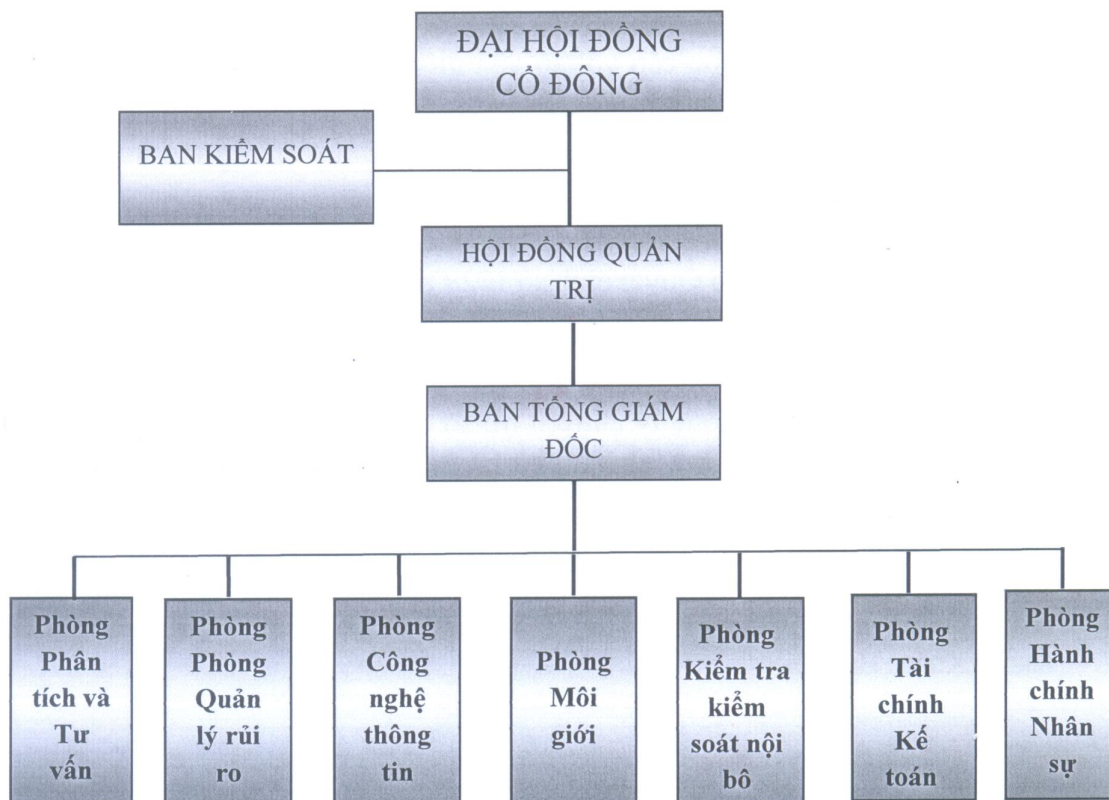 ĐẠI HỘI ĐỒNG
CỔ ĐÔNG
BAN KIỂM SOÁT
HỘI ĐỒNG QUẢN
TRỊ
BAN TỔNG GIÁM
ĐỐC
Phòng
Phân
tích và
Tư
vấn
Phòng
Phòng
Quản
lý rủi
ro
Phòng
Công
nghệ
thông
tin
Phòng
Môi
giới
Phòng
Kiểm tra
kiểm
soát nội
bô
Phòng
Tài
chính
Kế
toán
Phòng
Hành
chính
Nhân
sự